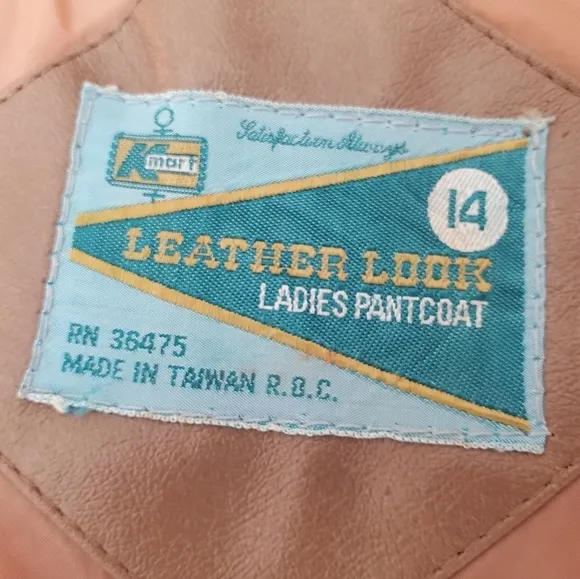 Satisfaction Always
Kmart
14
LEATHER LOOK
LADIES PANTCOAT
RN 36475
MADE IN TAIWAN R.O.C.